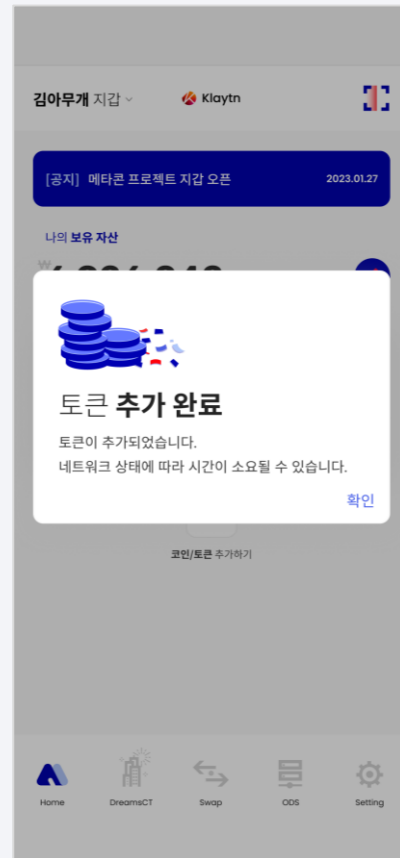 김아무개 지갑
Klaytn
[공지] 메타콘 프로젝트 지갑 오픈 2023.01.27
나의 보유 자산
₩
토큰 추가 완료
토큰이 추가되었습니다.
네트워크 상태에 따라 시간이 소요될 수 있습니다.
확인
코인/토큰 추가하기
Home DreamsCT Swap ODS Setting